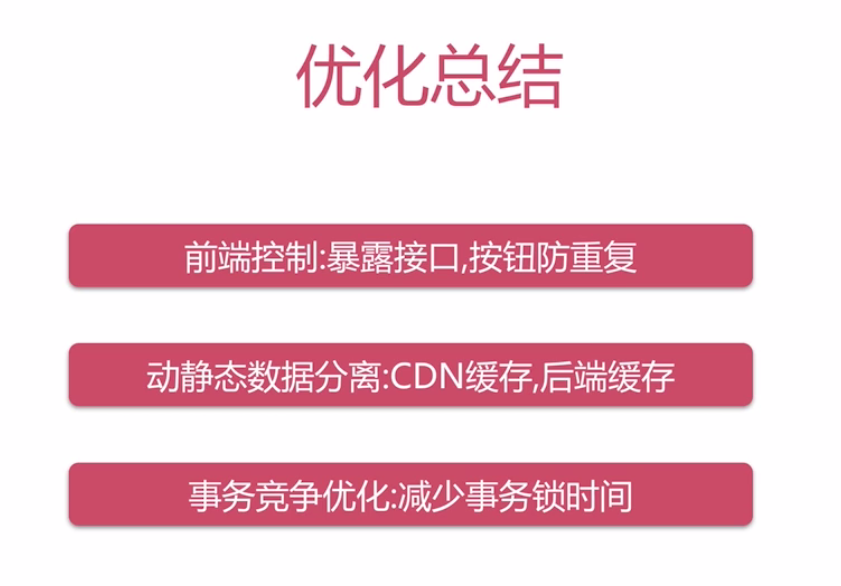 优化总结
前端控制:暴露接口,按钮防重复
动静态数据分离:CDN缓存,后端缓存
事务竞争优化:减少事务锁时间